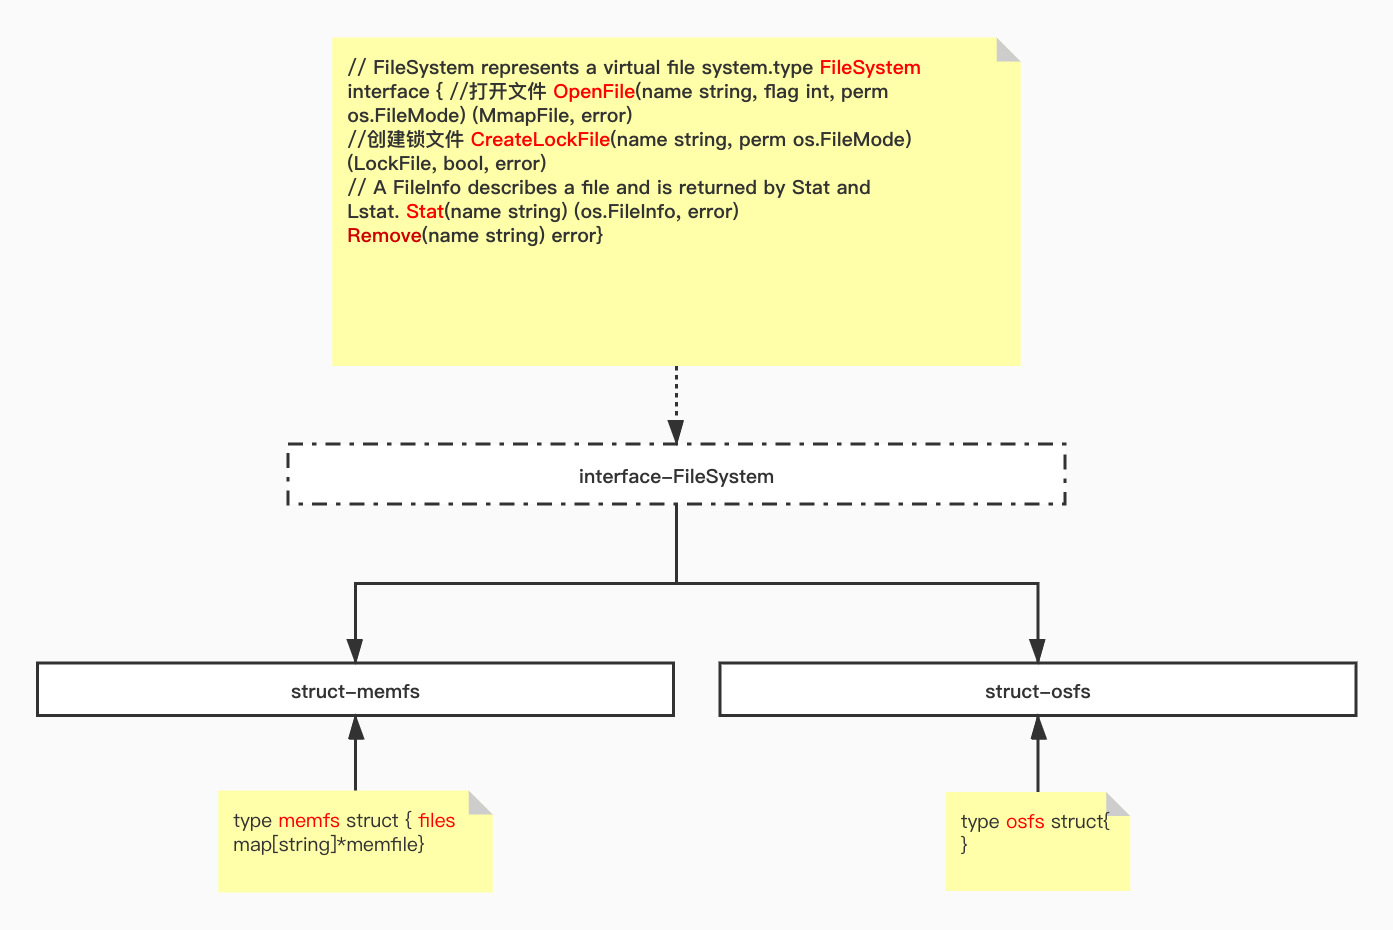 // FileSystem represents a virtual file system.type FileSystem
interface { //打开文件 OpenFile(name string, flag int, perm
os.FileMode) (MmapFile, error)
//创建锁文件 CreateLockFile(name string, perm os.FileMode)
(LockFile, bool, error)
// A FileInfo describes a file and is returned by Stat and
Lstat. Stat(name string) (os.FileInfo, error)
Remove(name string) error}
interface-FileSystem
struct-memfs
struct-osfs
type memfs struct { files
map[string]*memfile}
type osfs struct{
}